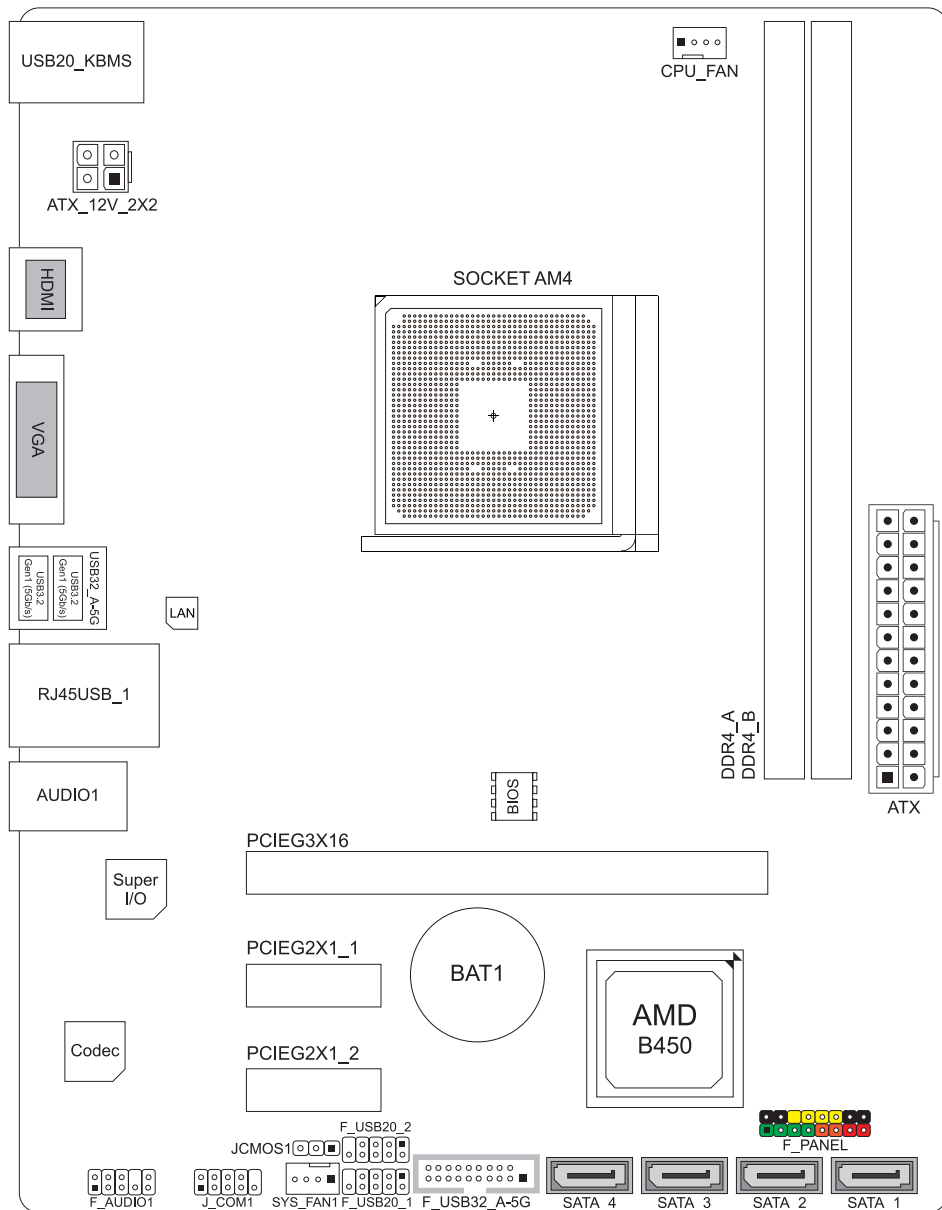 USB20_KBMS
CPU_FAN
ATX_12V_2X2
HDMI
SOCKET AM4
VGA
USB32_A-5G
USB3.2
Gen1 (5Gb/s)
USB3.2
Gen1 (5Gb/s)
LAN
RJ45USB_1
DDR4_A
DDR4_B
AUDIO1
BIOS
ATX
PCIEG3X16
Super
I/O
PCIEG2X1_1
BAT1
AMD
B450
Codec
PCIEG2X1_2
F_USB20_2
JCMOS1
F_PANEL
F_AUDIO1
J_COM1
SYS_FAN1
F_USB20_1
F_USB32_A-5G
SATA 4
SATA 3
SATA 2
SATA 1